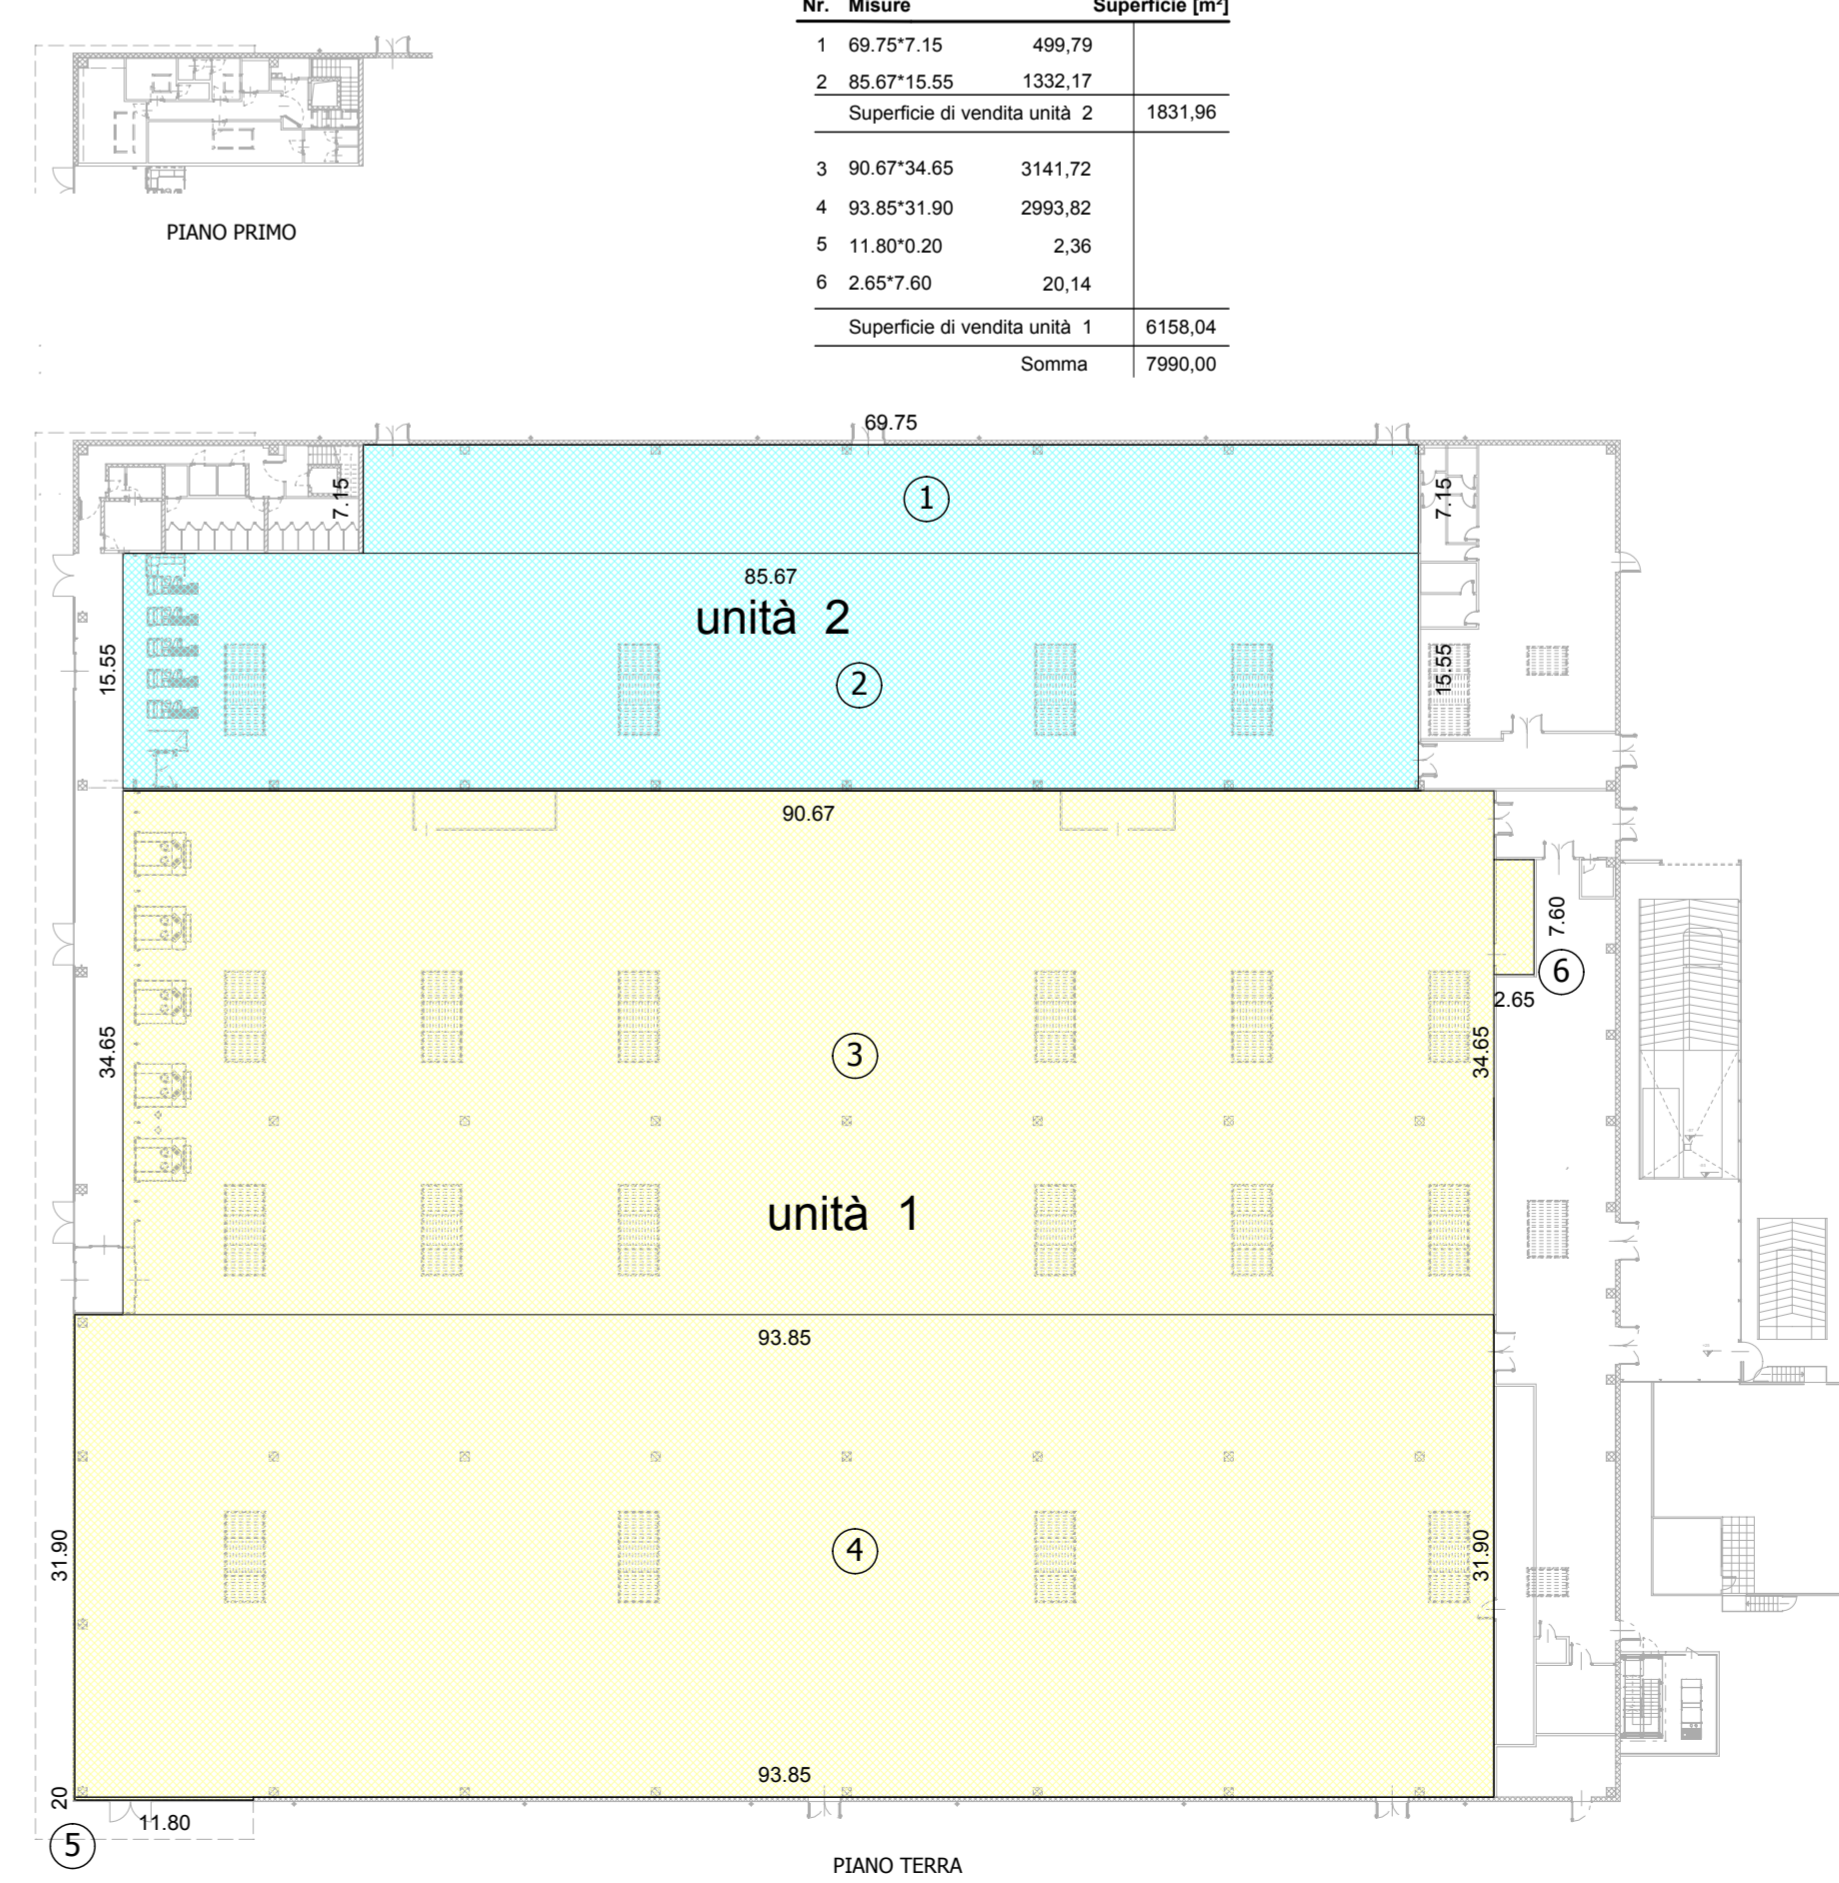 Nr. Misure Superficie [m²]
1 69.75*7.15 499,79
2 85.67*15.55 1332,17
Superficie di vendita unità 2 1831,96
3 90.67*34.65 3141,72
4 93.85*31.90 2993,82
5 11.80*0.20 2,36
6 2.65*7.60 20,14
Superficie di vendita unità 1 6158,04
Somma 7990,00
PIANO PRIMO
69.75
7.15
1
7.15
85.67
unità 2
15.55
2
15.55
90.67
7.60
6
2.65
34.65
3
34.65
unità 1
93.85
31.90
4
31.90
93.85
20
11.80
5
PIANO TERRA